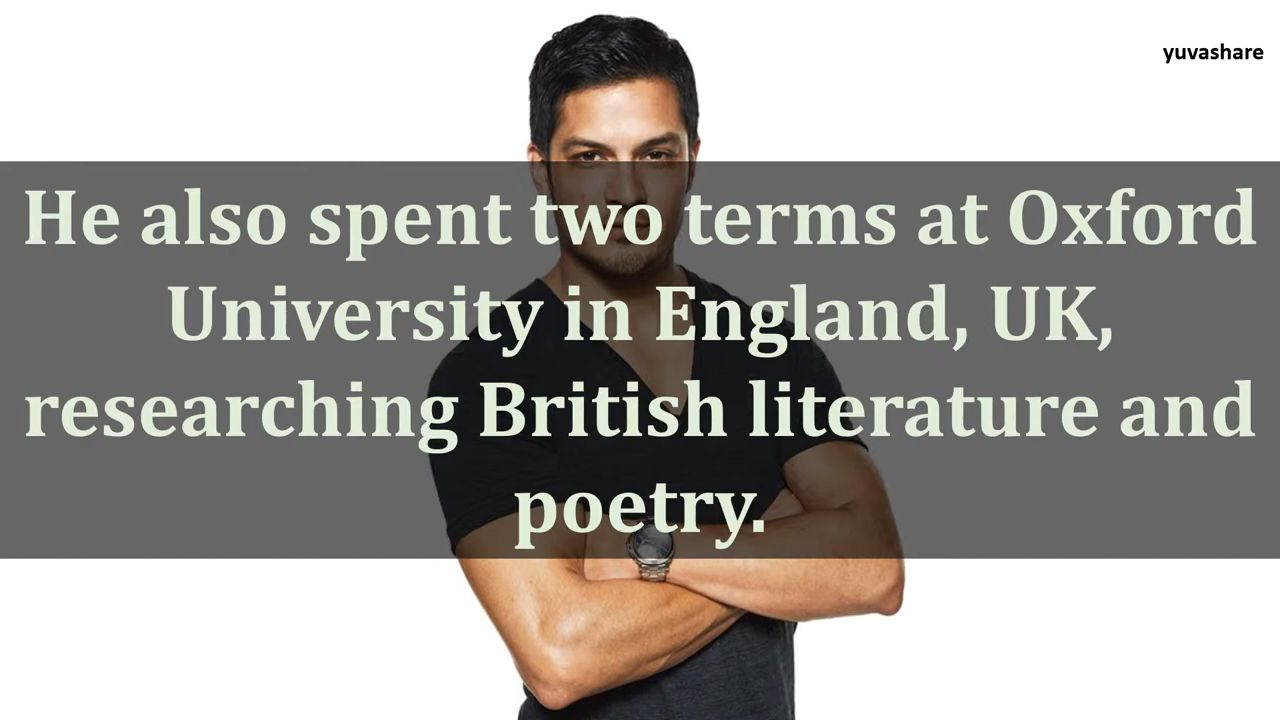 yuvashare
He also spent two terms at Oxford
University in England, UK,
researching British literature and
poetry.